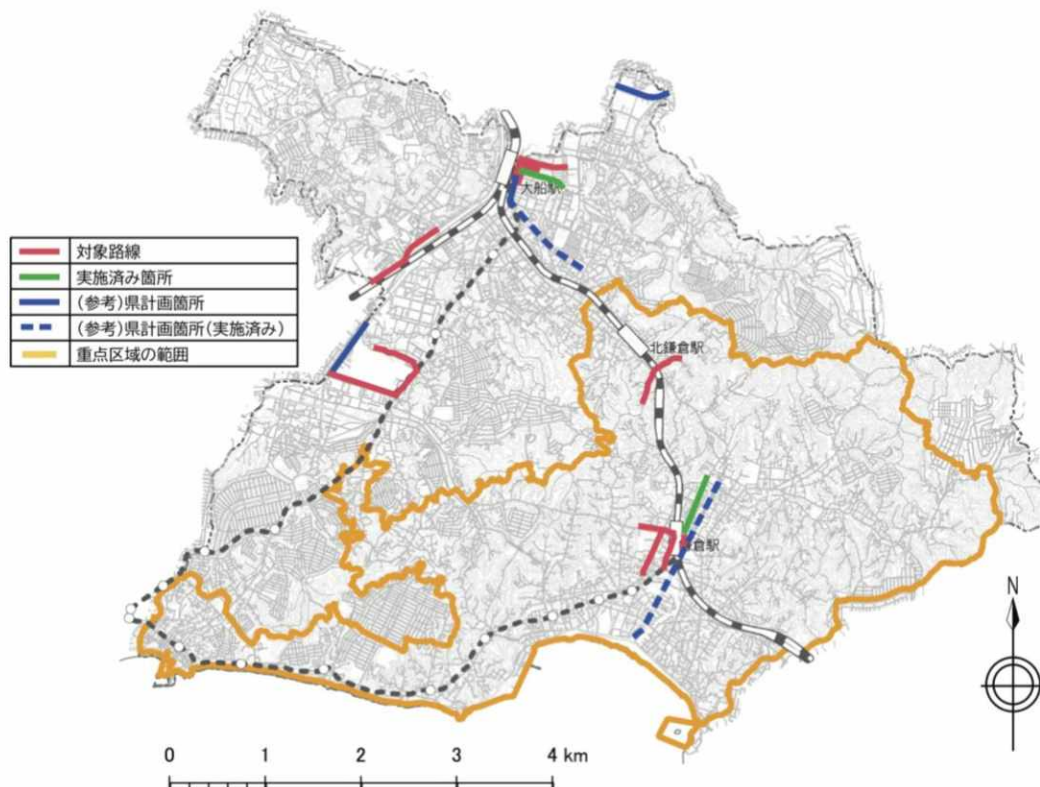 大船駅
対象路線
実施済み箇所
(参考)県計画箇所
(参考)県計画箇所(実施済み)
重点区域の範囲
北鎌倉駅
倉駅
N
0 1 2 3 4 km